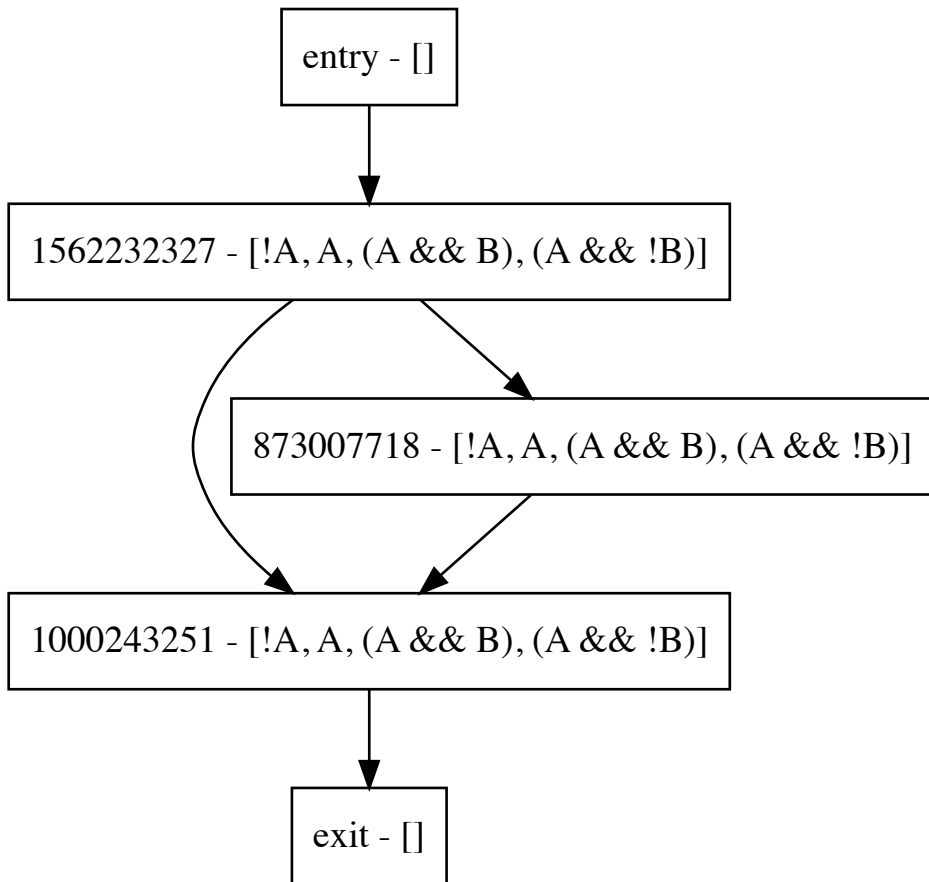 entry - []
1562232327 - [!A, A, (A && B), (A && !B)]
873007718 - [!A, A, (A && B), (A && !B)]
1000243251 - [!A, A, (A && B), (A && !B)]
exit - []